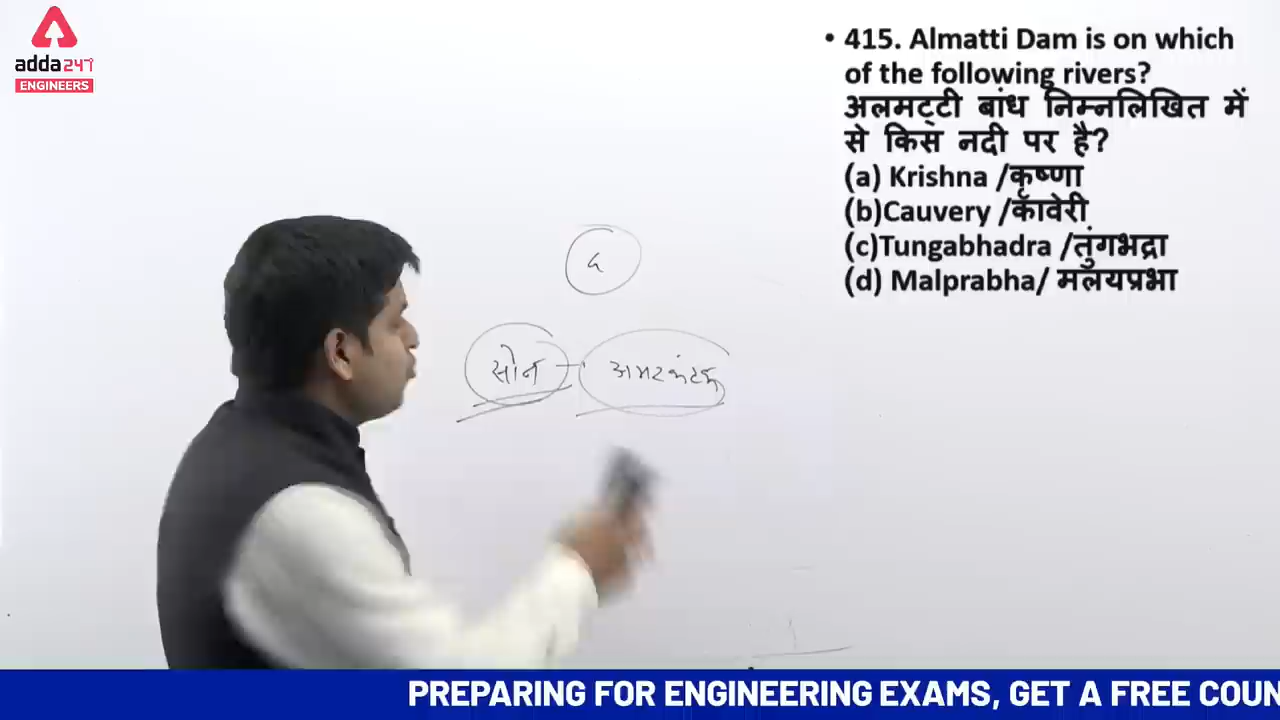 adda247
ENGINEERS
• 415. Almatti Dam is on which
of the following rivers?
अलमट्टी बांध निम्नलिखित में
से किस नदी पर है?
(a) Krishna /कृष्णा
(b)Cauvery /कावेरी
(c)Tungabhadra /तुंगभद्रा
(d) Malprabha/ मलयप्रभा
सोन - अमरकंटक
PREPARING FOR ENGINEERING EXAMS, GET A FREE COUN